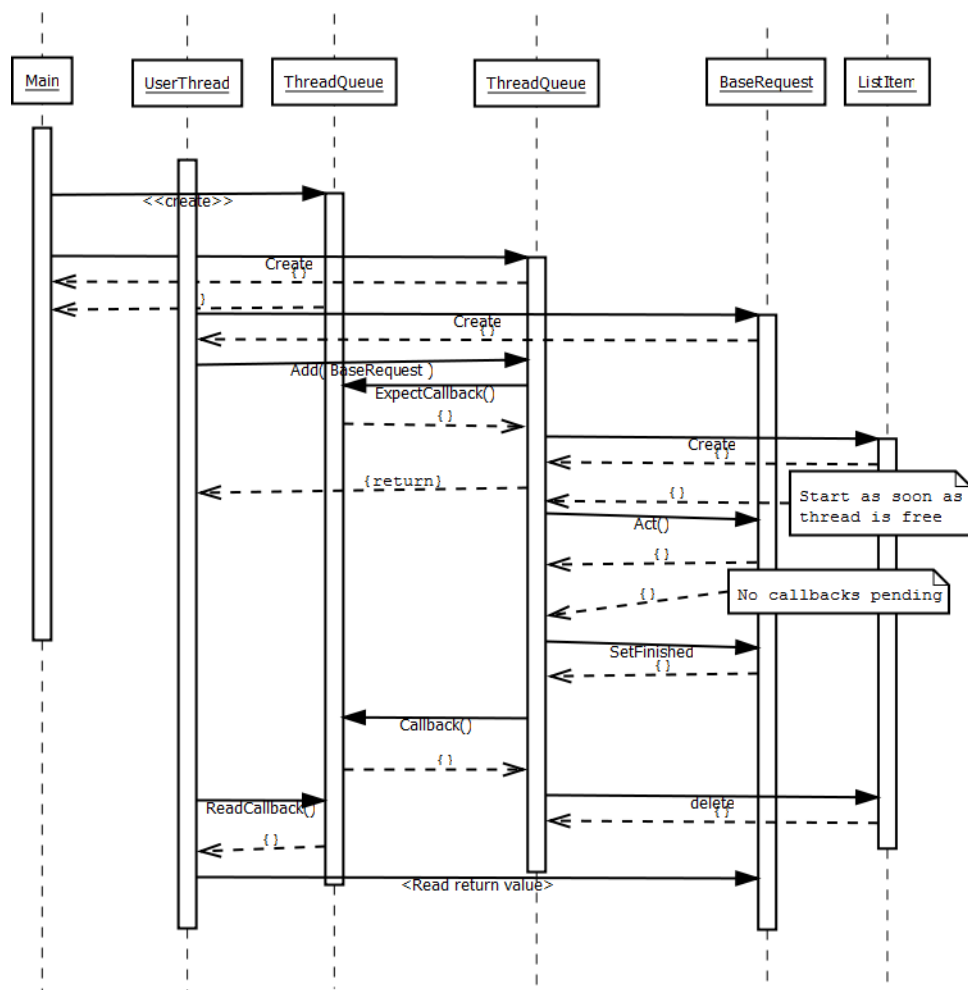 Main
UserThread
ThreadQueue
ThreadQueue
BaseRequest
ListItem
<<create>>
Create
{}
}
Create
{}
Add( BaseRequest )
ExpectCallback()
{}
Create
{}
{return}
{}
Start as soon as
thread is free
Act()
{}
{}
No callbacks pending
SetFinished
{}
Callback()
{}
ReadCallback()
delete
{}
{}
<Read return value>